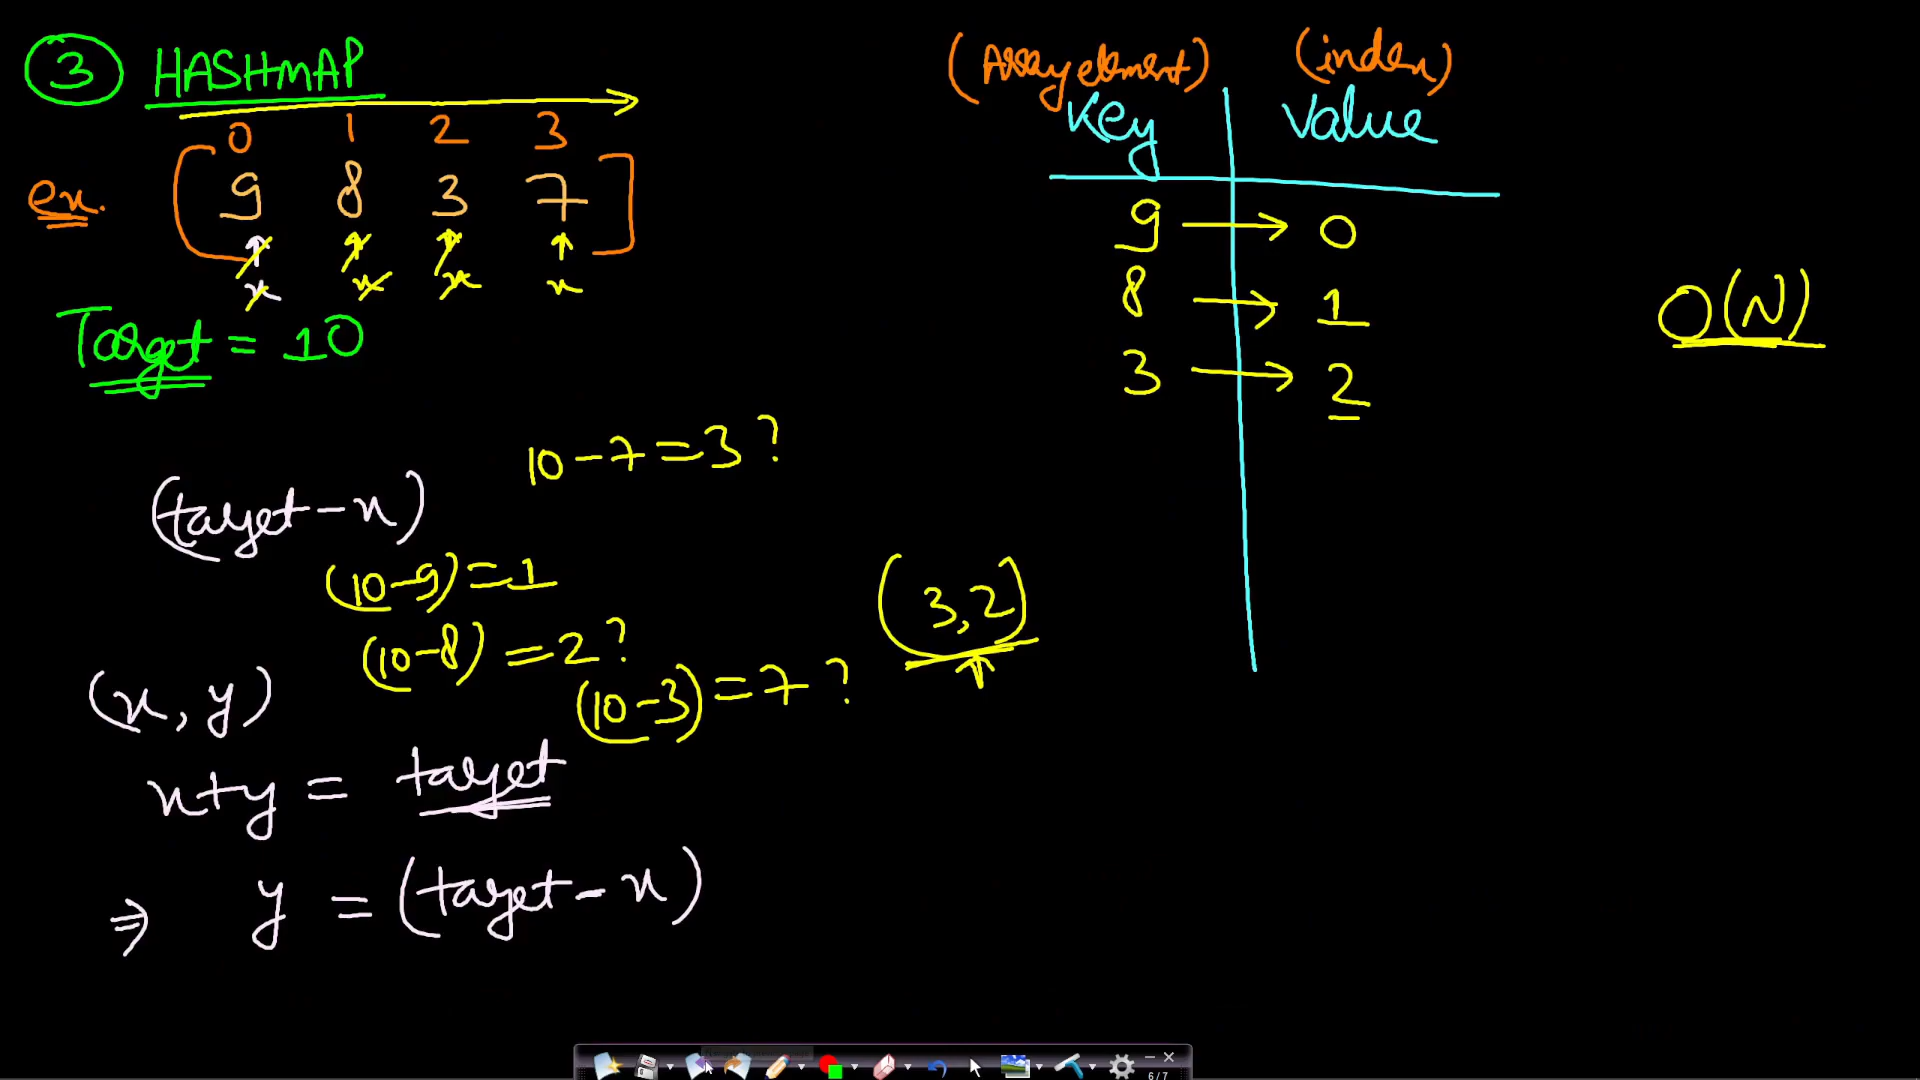 3 HASHMAP
0 1 2 3
ex. [9 8 3 7]
x x x x
Target = 10
10 - 7 = 3 ?
(target - x)
(10 - 9) = 1
(10 - 8) = 2 ?
(10 - 3) = 7 ?
(3, 2)
(x, y)
x + y = target
⇒ y = (target - x)
(Array element) (index)
Key Value
9 → 0
8 → 1
3 → 2
O(N)
6/7